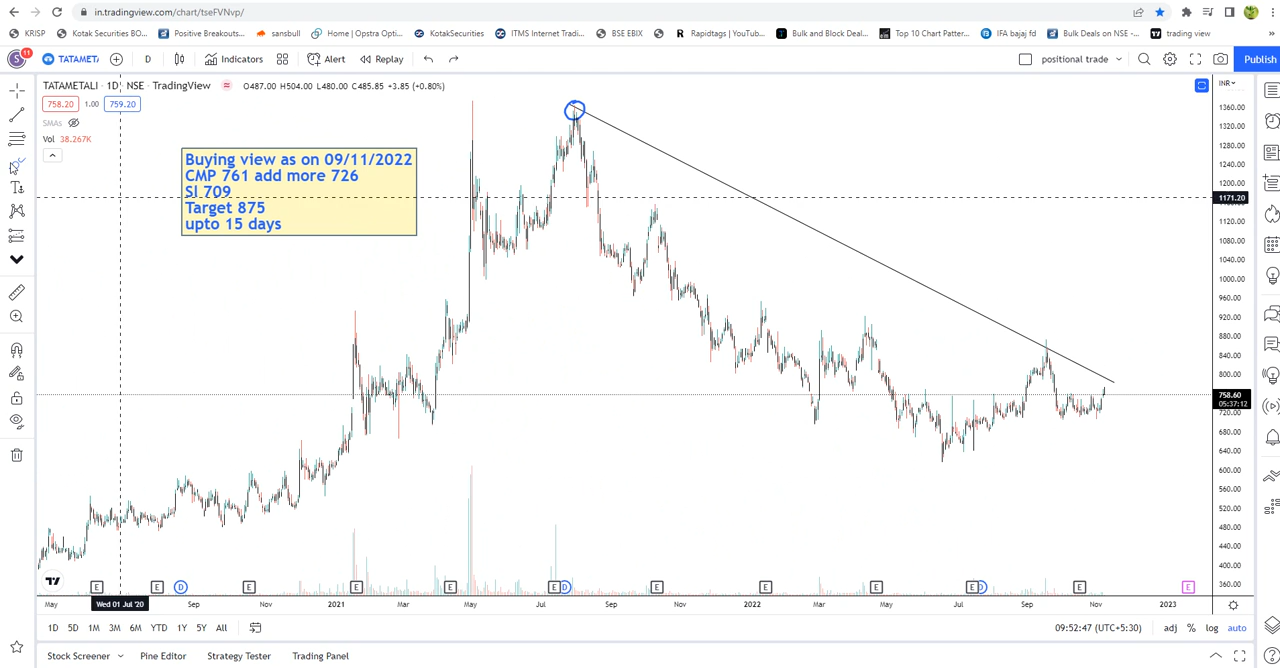 in.tradingview.com/chart/tseFVNvp/
KRISP Kotak Securities BO... Positive Breakouts... sansbull Home | Opstra Optio... KotakSecurities ITMS Internet Tradi... BSE EBIX Rapidtags | YouTub... Bulk and Block Deal... Top 10 Chart Patter... IFA bajaj fd Bulk Deals on NSE -... trading view
S 11 TATAMETA D Indicators Alert Replay positional trade Publish
TATAMETALI · 1D · NSE · TradingView O487.00 H504.00 L480.00 C485.85 +3.85 (+0.80%) INR
758.20 1.00 759.20
SMAs
Vol 38.267K
Buying view as on 09/11/2022
CMP 761 add more 726
Sl 709
Target 875
upto 15 days
1360.00
1320.00
1280.00
1240.00
1200.00
1171.20
1120.00
1080.00
1040.00
1000.00
960.00
920.00
880.00
840.00
800.00
758.60
05:37:12
720.00
680.00
640.00
600.00
560.00
520.00
480.00
440.00
400.00
360.00
E E D E E E E D E E E E D E E
May Wed 01 Jul '20 Sep Nov 2021 Mar May Jul Sep Nov 2022 Mar May Jul Sep Nov 2023
1D 5D 1M 3M 6M YTD 1Y 5Y All 09:52:47 (UTC+5:30) adj % log auto
Stock Screener Pine Editor Strategy Tester Trading Panel